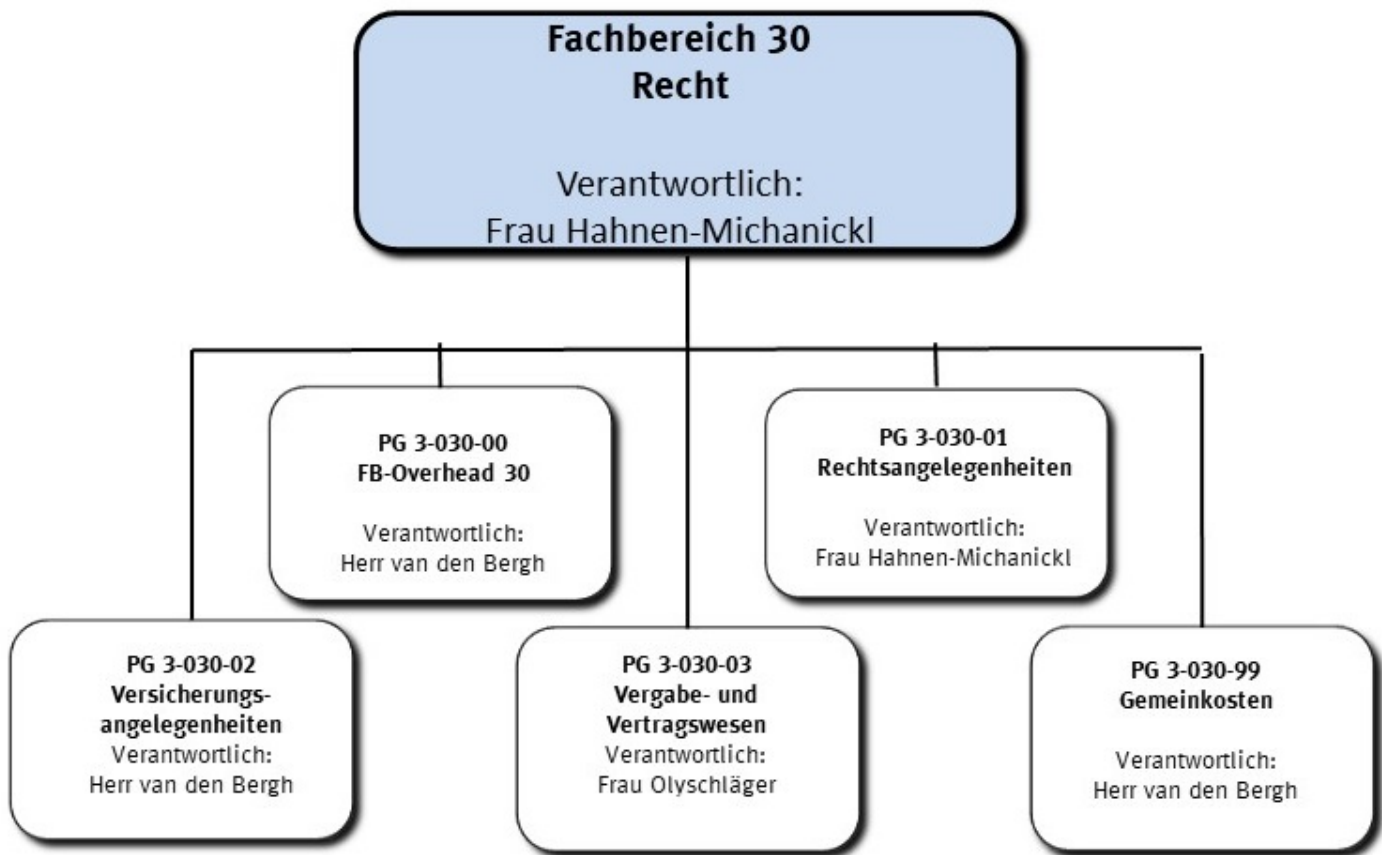 Fachbereich 30
Recht
Verantwortlich:
Frau Hahnen-Michanickl
PG 3-030-00
FB-Overhead 30
Verantwortlich:
Herr van den Bergh
PG 3-030-01
Rechtsangelegenheiten
Verantwortlich:
Frau Hahnen-Michanickl
PG 3-030-02
Versicherungs-
angelegenheiten
Verantwortlich:
Herr van den Bergh
PG 3-030-03
Vergabe- und
Vertragswesen
Verantwortlich:
Frau Olyschläger
PG 3-030-99
Gemeinkosten
Verantwortlich:
Herr van den Bergh